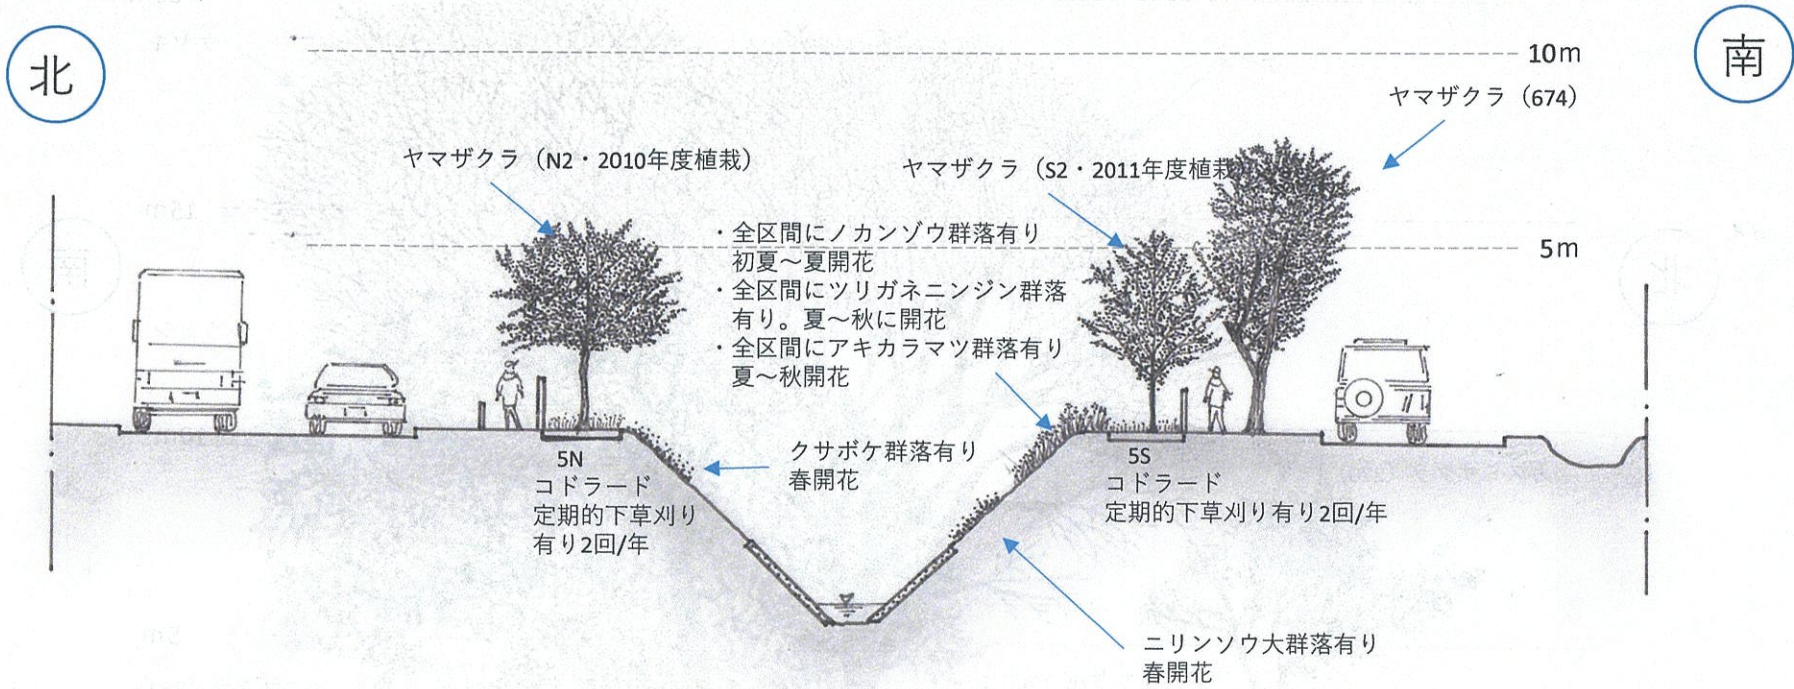 北
南
10m
ヤマザクラ（674）
ヤマザクラ（N2・2010年度植栽）
ヤマザクラ（S2・2011年度植栽
・全区間にノカンゾウ群落有り
初夏～夏開花
・全区間にツリガネニンジン群落
有り。夏～秋に開花
・全区間にアキカラマツ群落有り
夏～秋開花
5m
クサボケ群落有り
春開花
5N
コドラード
定期的下草刈り
有り2回/年
5S
コドラード
定期的下草刈り有り2回/年
ニリンソウ大群落有り
春開花